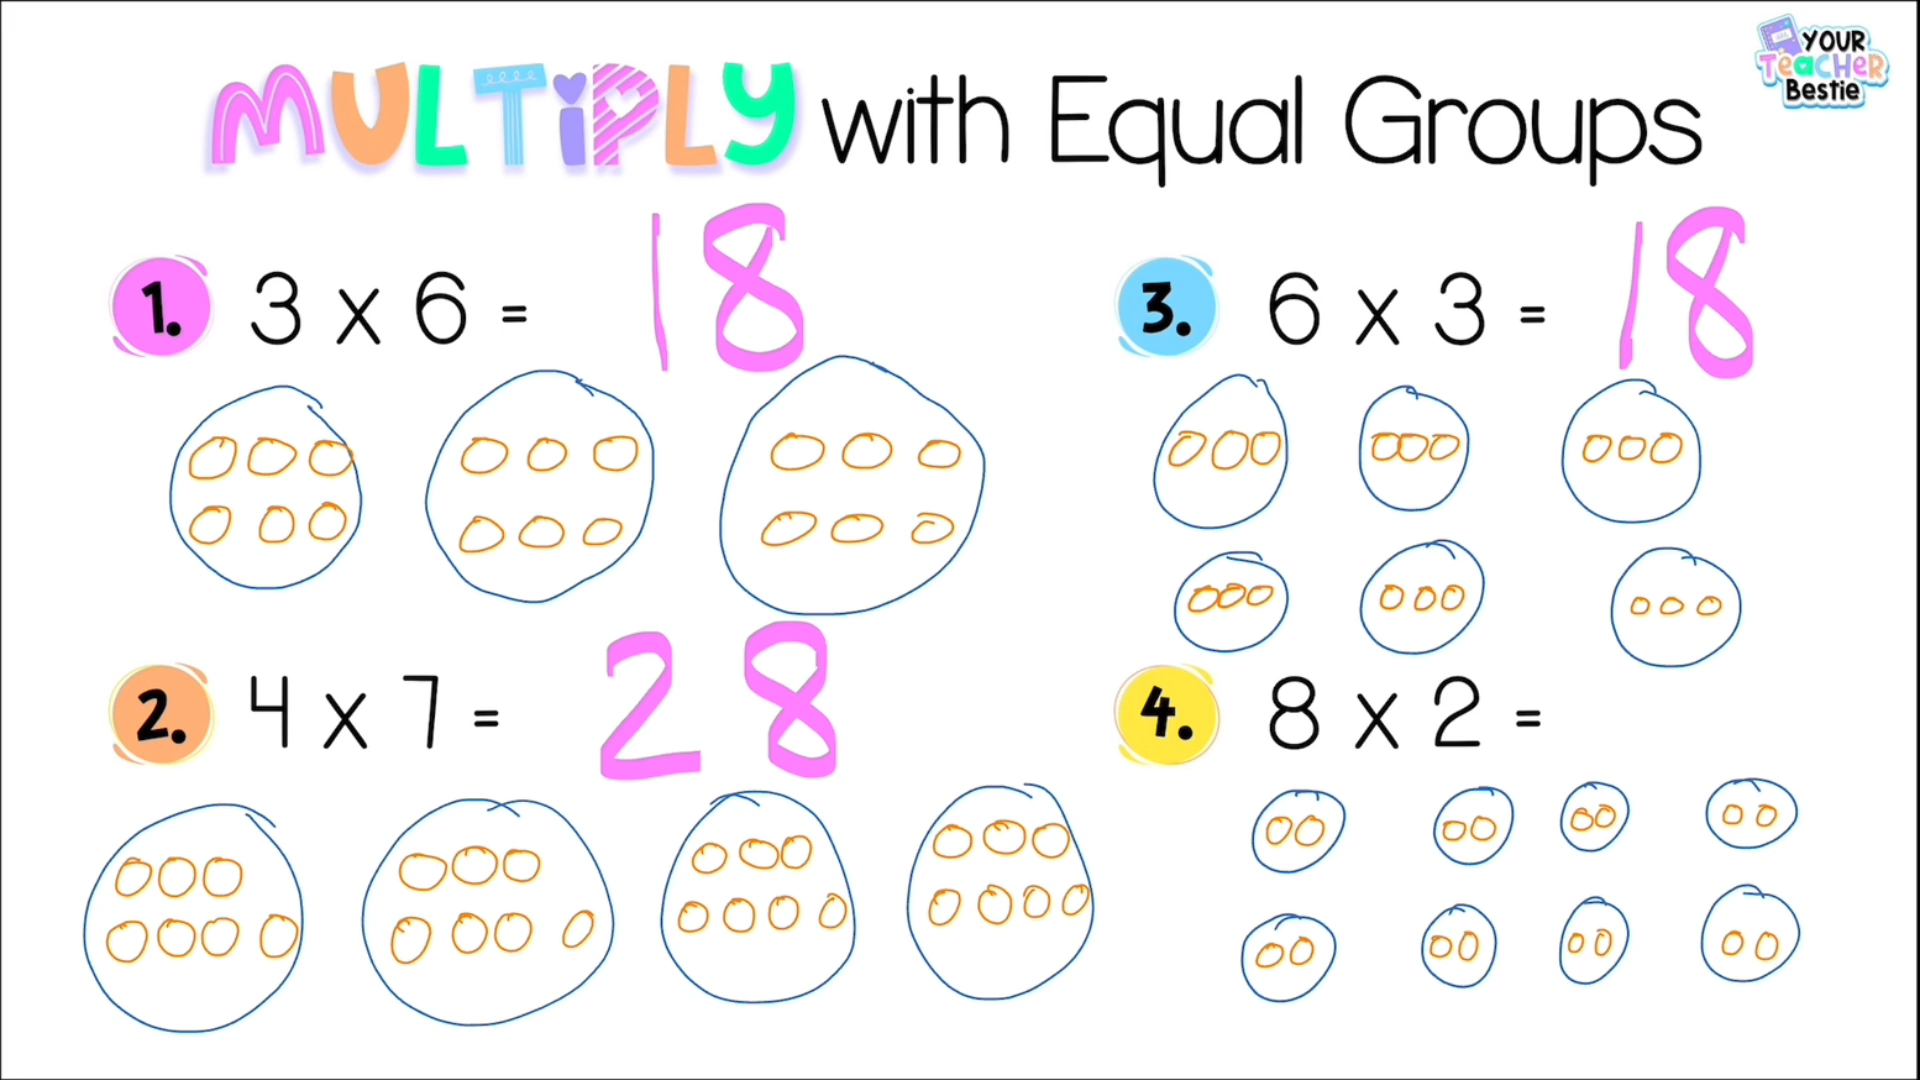 MULTiPLY with Equal Groups
YOUR
TeaCHeR
Bestie
1. 3 x 6 = 18
2. 4 x 7 = 28
3. 6 x 3 = 18
4. 8 x 2 =